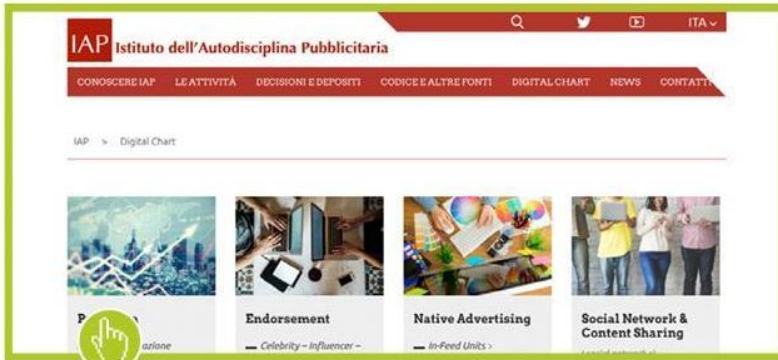 ITA
IAP Istituto dell'Autodisciplina Pubblicitaria
CONOSCERE IAP LE ATTIVITÀ DECISIONI E DEPOSITI CODICE E ALTRE FONTI DIGITAL CHART NEWS CONTATTI
IAP > Digital Chart
Endorsement
Celebrity – Influencer –
Native Advertising
In-Feed Units >
Social Network &
Content Sharing